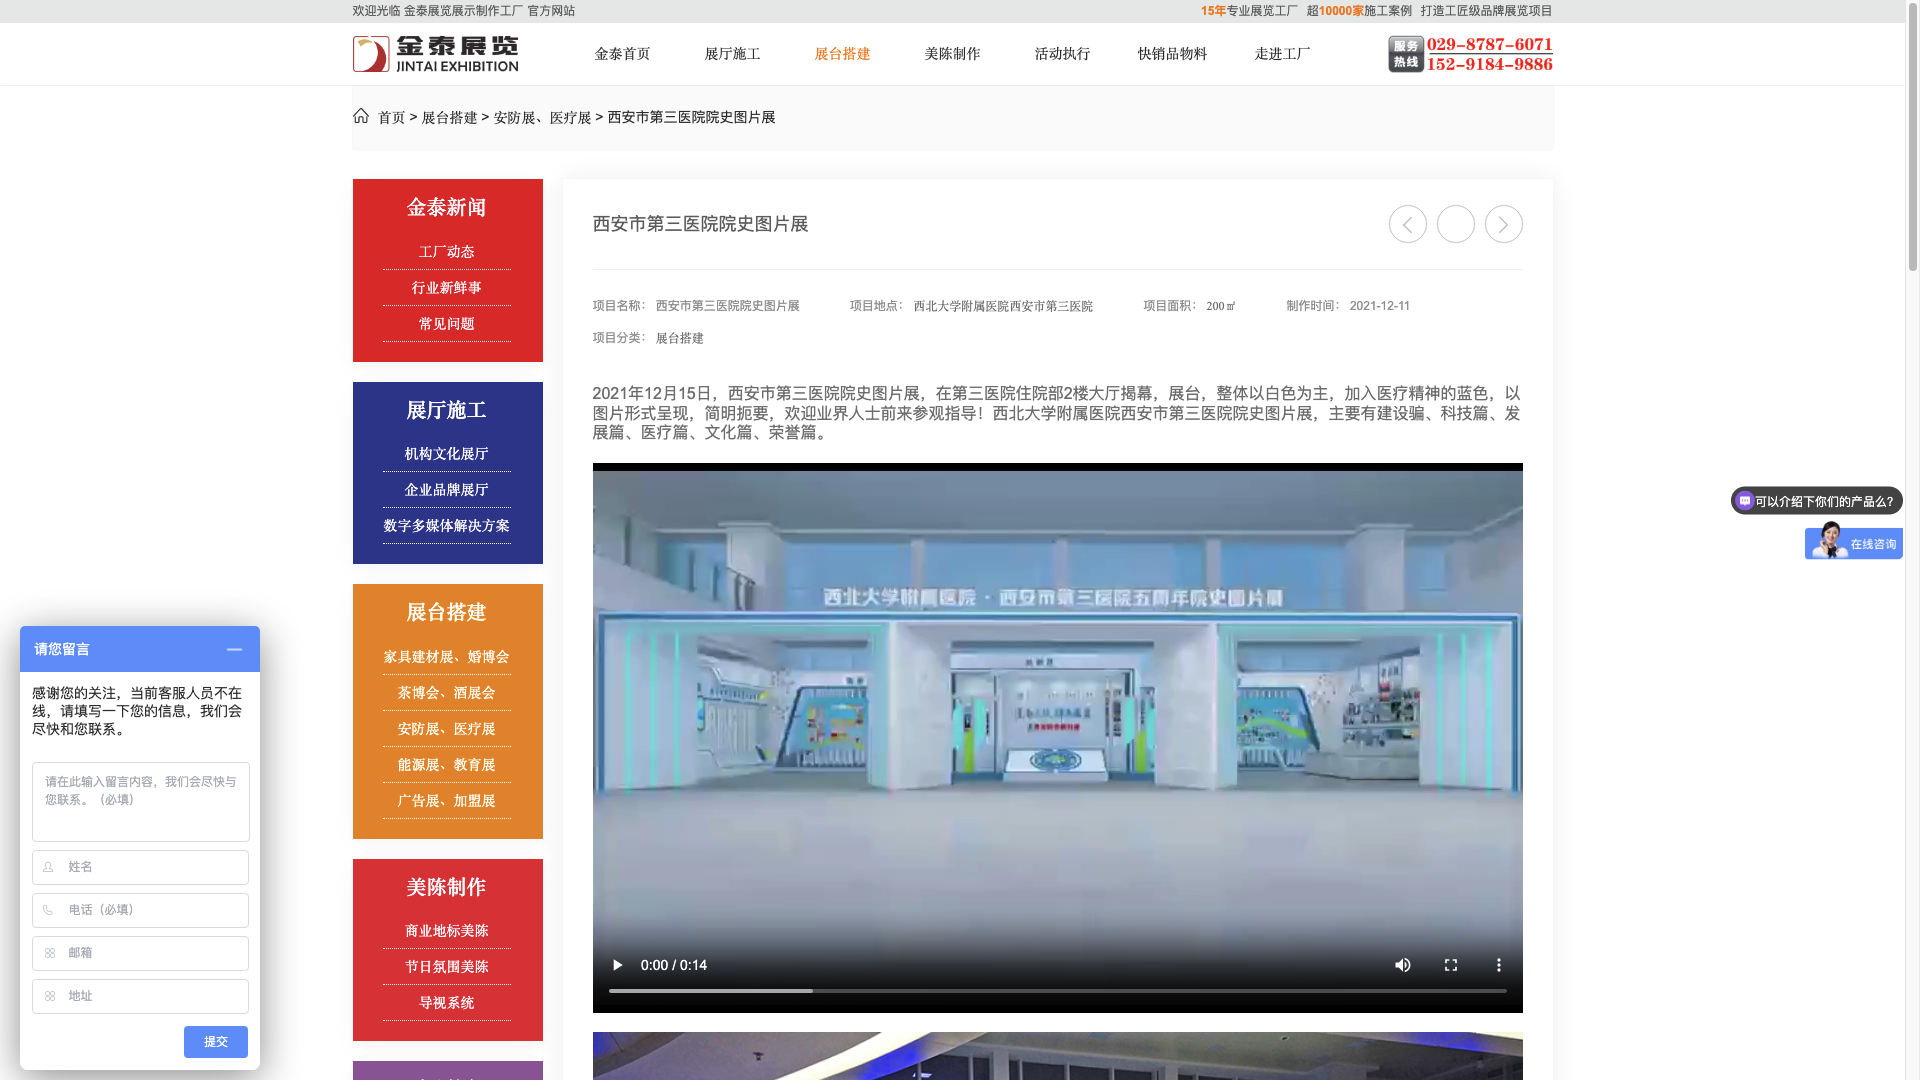 欢迎光临 金泰展览展示制作工厂 官方网站
15年专业展览工厂 超10000家施工案例 打造工匠级品牌展览项目
金泰展览
JINTAI EXHIBITION
金泰首页
展厅施工
展台搭建
美陈制作
活动执行
快销品物料
走进工厂
服务热线
029-8787-6071
152-9184-9886
首页 > 展台搭建 > 安防展、医疗展 > 西安市第三医院院史图片展
金泰新闻
工厂动态
行业新鲜事
常见问题
展厅施工
机构文化展厅
企业品牌展厅
数字多媒体解决方案
展台搭建
家具建材展、婚博会
茶博会、酒展会
安防展、医疗展
能源展、教育展
广告展、加盟展
美陈制作
商业地标美陈
节日氛围美陈
导视系统
西安市第三医院院史图片展
项目名称： 西安市第三医院院史图片展
项目地点： 西北大学附属医院西安市第三医院
项目面积： 200㎡
制作时间： 2021-12-11
项目分类： 展台搭建
2021年12月15日，西安市第三医院院史图片展，在第三医院住院部2楼大厅揭幕，展台，整体以白色为主，加入医疗精神的蓝色，以
图片形式呈现，简明扼要，欢迎业界人士前来参观指导！西北大学附属医院西安市第三医院院史图片展，主要有建设骗、科技篇、发
展篇、医疗篇、文化篇、荣誉篇。
西北大学附属医院·西安市第三医院五周年院史图片展
0:00 / 0:14
可以介绍下你们的产品么？
在线咨询
请您留言
感谢您的关注，当前客服人员不在
线，请填写一下您的信息，我们会
尽快和您联系。
请在此输入留言内容，我们会尽快与
您联系。（必填）
姓名
电话（必填）
邮箱
地址
提交